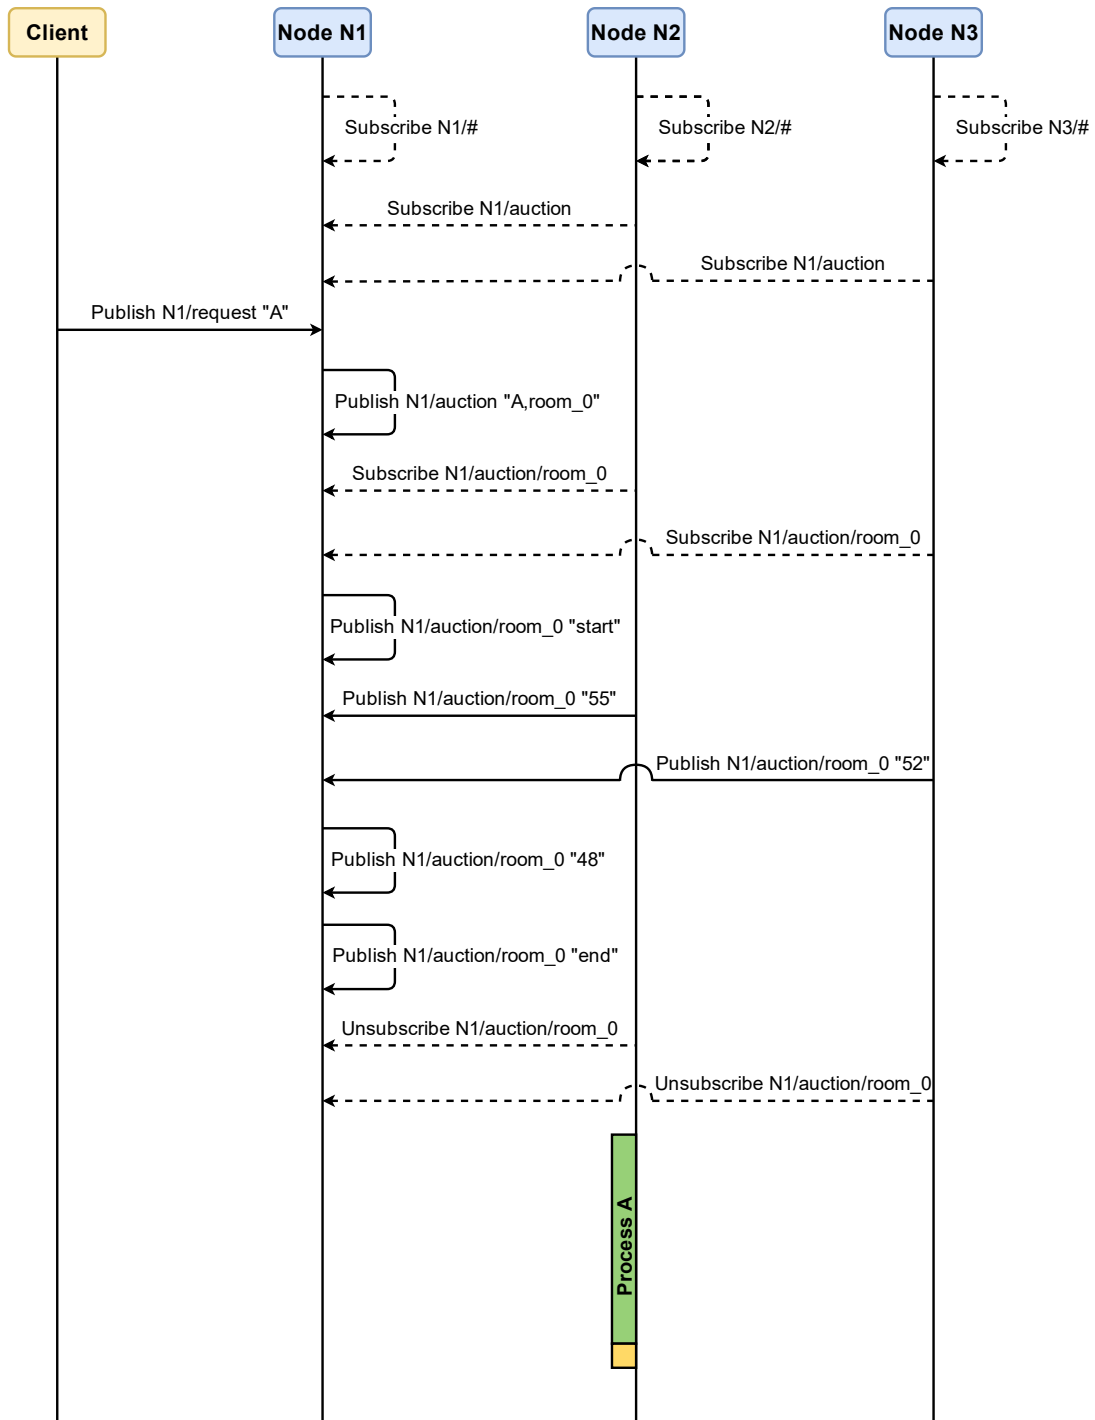 Client
Node N1
Node N2
Node N3
Subscribe N1/#
Subscribe N2/#
Subscribe N3/#
Subscribe N1/auction
Subscribe N1/auction
Publish N1/request "A"
Publish N1/auction "A,room_0"
Subscribe N1/auction/room_0
Subscribe N1/auction/room_0
Publish N1/auction/room_0 "start"
Publish N1/auction/room_0 "55"
Publish N1/auction/room_0 "52"
Publish N1/auction/room_0 "48"
Publish N1/auction/room_0 "end"
Unsubscribe N1/auction/room_0
Unsubscribe N1/auction/room_0
Process A